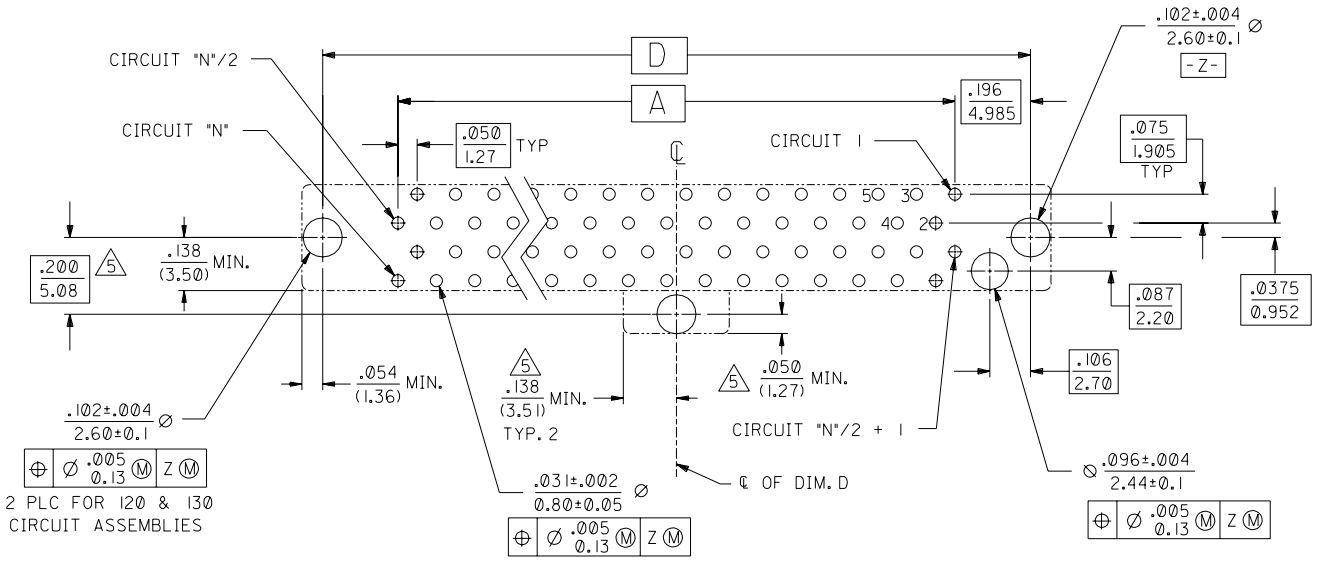 .102±.004
2.60±0.1 ⌀
-Z-
CIRCUIT "N"/2
D
CIRCUIT "N"
A
.196
4.985
.050
1.27
TYP
℄
CIRCUIT 1
.075
1.905
TYP
5 3
4 2
.200
5.08
5
.138
(3.50) MIN.
.087
2.20
.0375
0.952
.054
(1.36) MIN.
5
.138
(3.51) MIN.
TYP. 2
5
.050
(1.27) MIN.
.106
2.70
.102±.004
2.60±0.1 ⌀
⌖ ⌀ .005 Ⓜ Z Ⓜ
0.13
2 PLC FOR 120 & 130
CIRCUIT ASSEMBLIES
CIRCUIT "N"/2 + 1
.031±.002
0.80±0.05 ⌀
⌖ ⌀ .005 Ⓜ Z Ⓜ
0.13
℄ OF DIM. D
⌀ .096±.004
2.44±0.1
⌖ ⌀ .005 Ⓜ Z Ⓜ
0.13